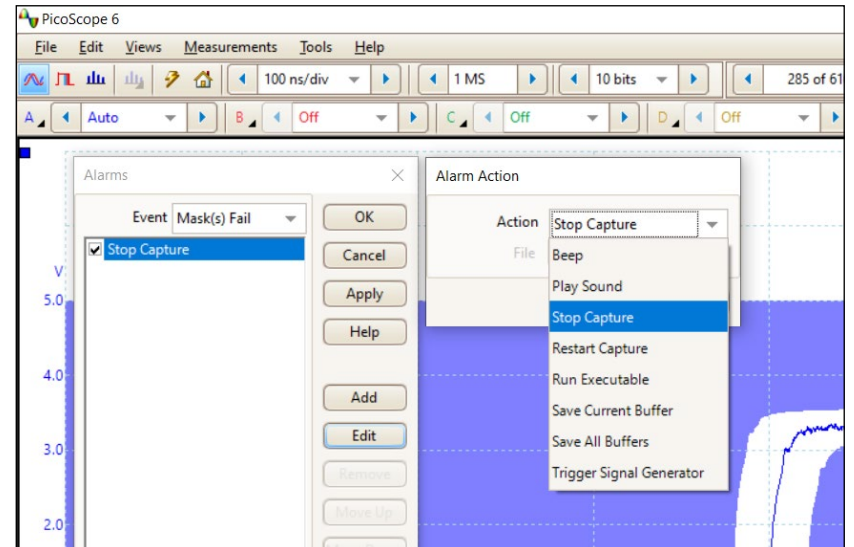 PicoScope 6
File Edit Views Measurements Tools Help
100 ns/div 1 MS 10 bits 285 of 61
A Auto B Off C Off D Off
Alarms
Event Mask(s) Fail
Stop Capture
OK
Cancel
Apply
Help
Add
Edit
Remove
Move Up
Alarm Action
Action Stop Capture
File
Beep
Play Sound
Stop Capture
Restart Capture
Run Executable
Save Current Buffer
Save All Buffers
Trigger Signal Generator
V
5.0
4.0
3.0
2.0